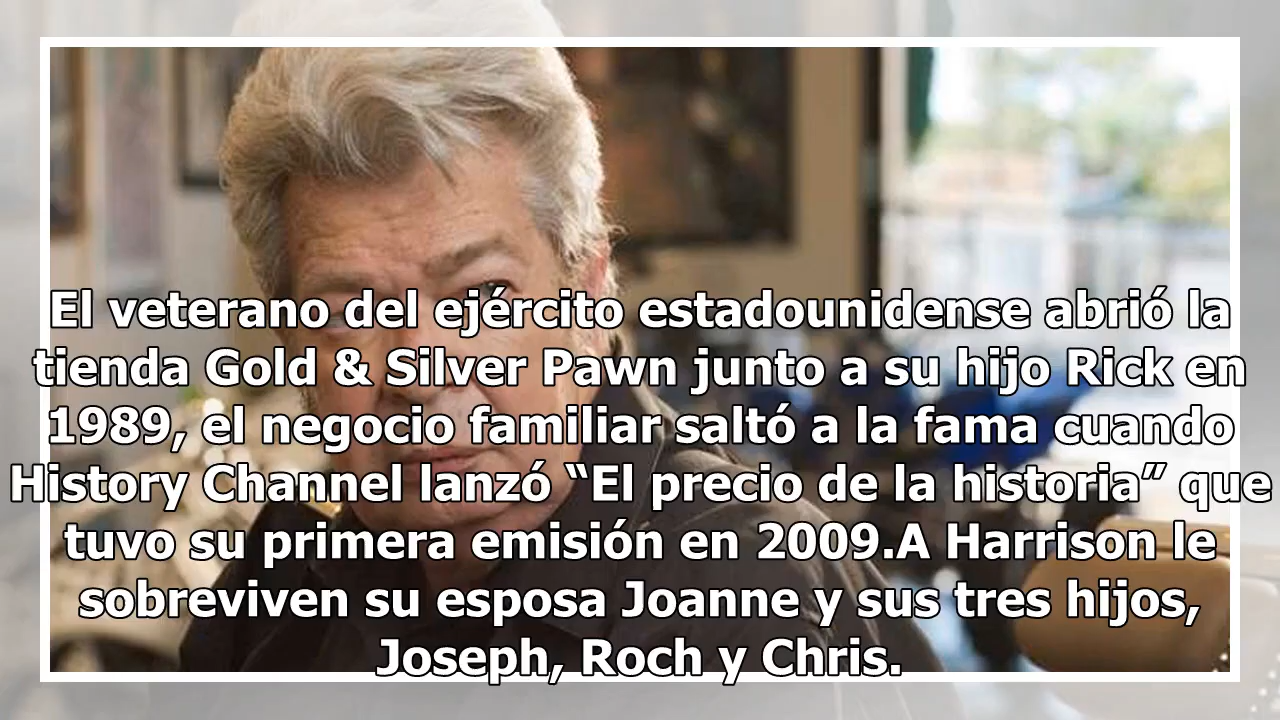 El veterano del ejército estadounidense abrió la
tienda Gold & Silver Pawn junto a su hijo Rick en
1989, el negocio familiar saltó a la fama cuando
History Channel lanzó “El precio de la historia” que
tuvo su primera emisión en 2009.A Harrison le
sobreviven su esposa Joanne y sus tres hijos,
Joseph, Roch y Chris.